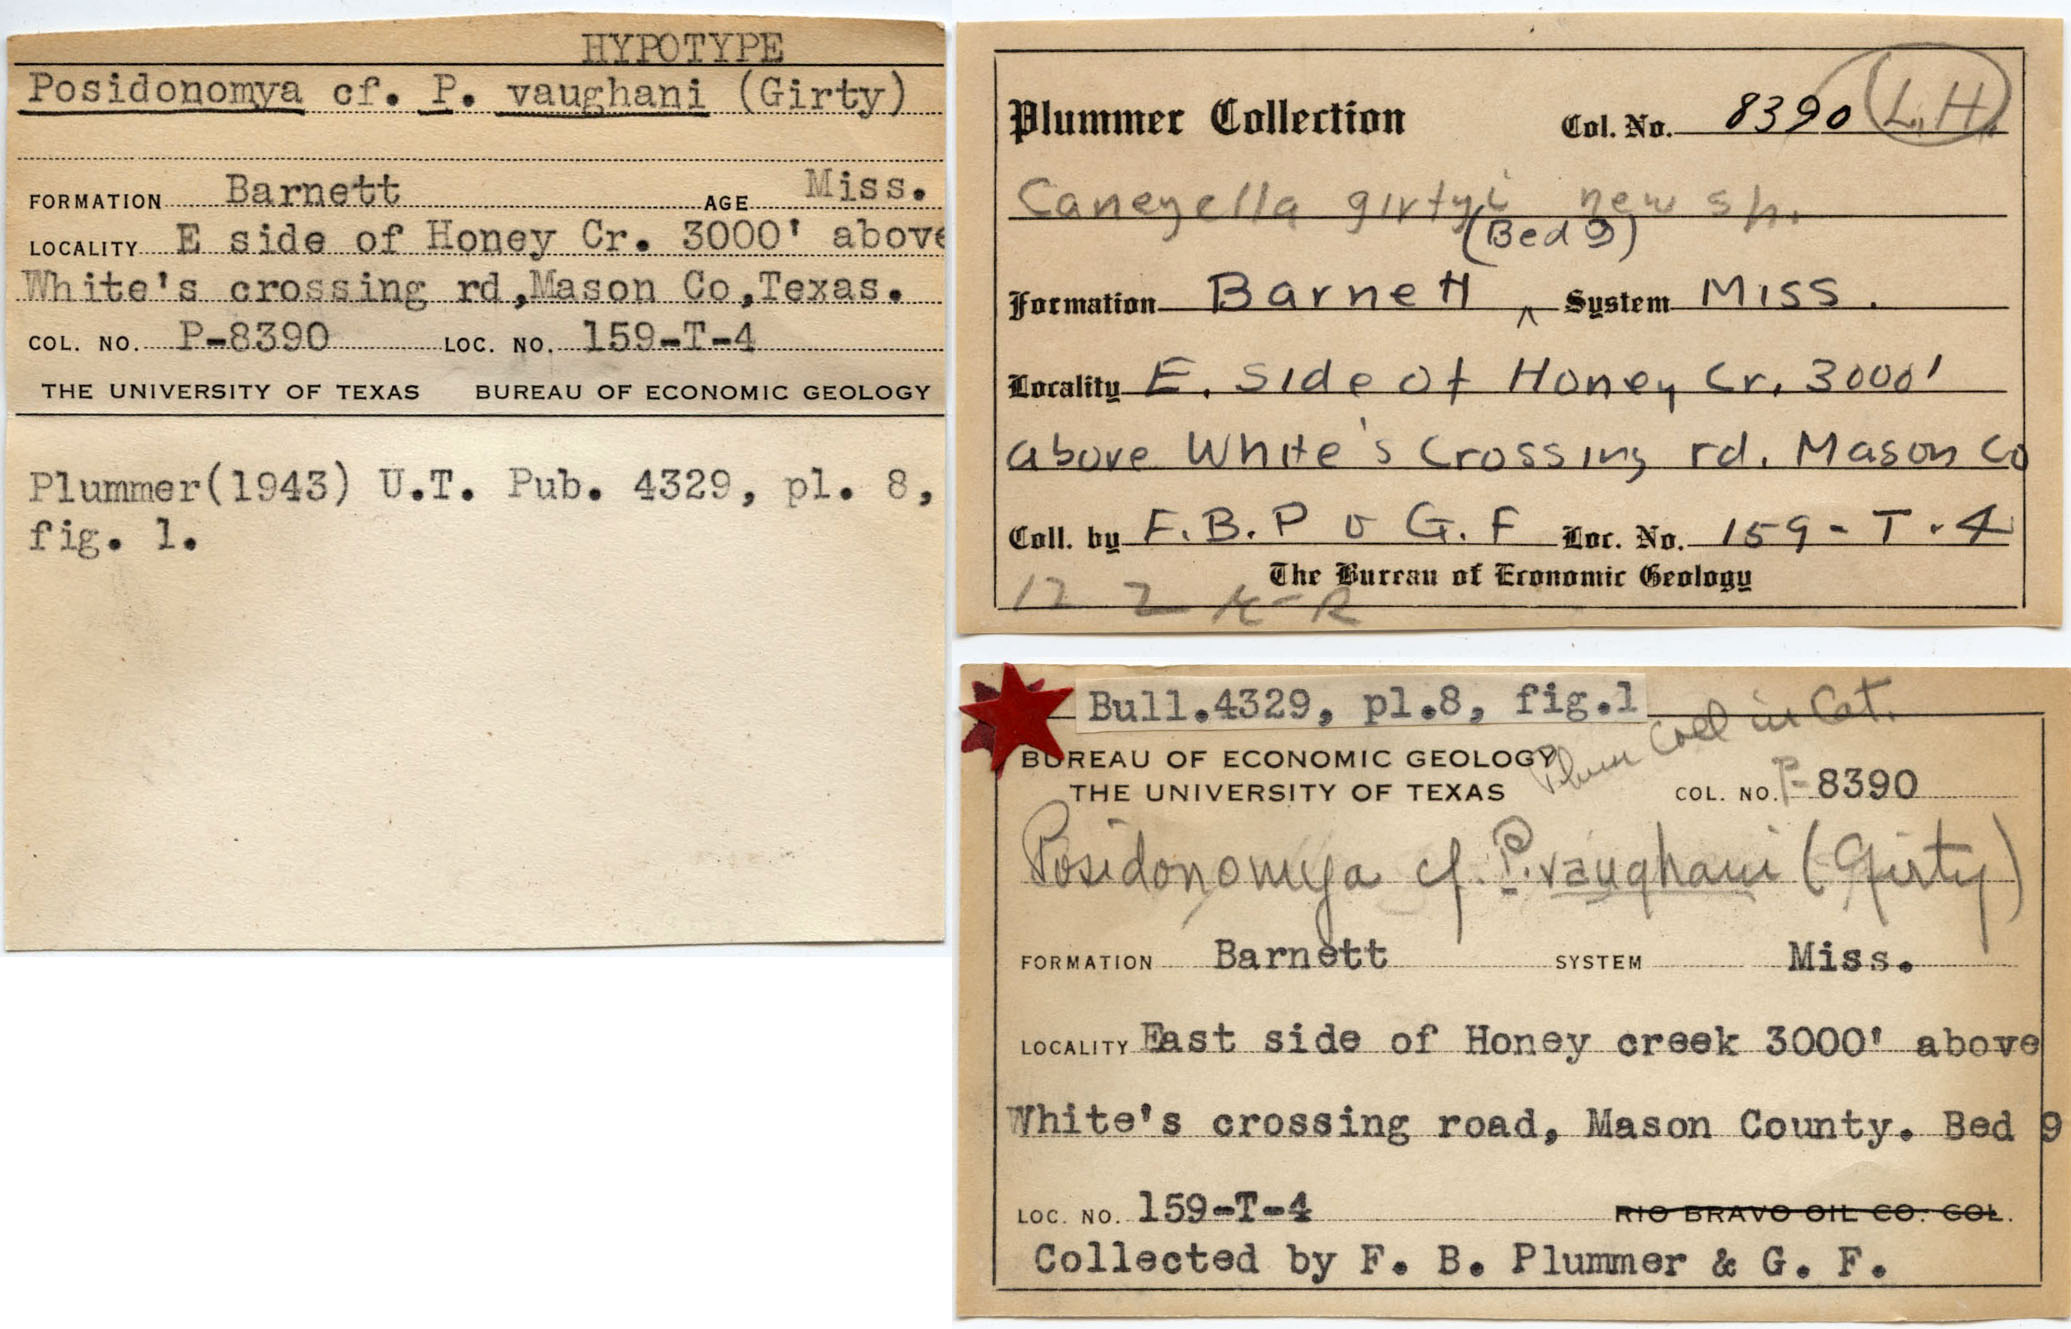 HYPOTYPE
Posidonomya cf. P. vaughani (Girty)
FORMATION Barnett AGE Miss.
LOCALITY E side of Honey Cr. 3000' above
White's crossing rd,Mason Co,Texas.
COL. NO. P-8390 LOC. NO. 159-T-4
THE UNIVERSITY OF TEXAS BUREAU OF ECONOMIC GEOLOGY
Plummer(1943) U.T. Pub. 4329, pl. 8,
fig. 1.
Plummer Collection Col. No. 8390 L.H.
Caneyella girtyi new sp.
(Bed 9)
Formation Barnett ^ System Miss.
Locality E. Side of Honey Cr. 3000'
above White's Crossing rd. Mason Co
Coll. by F.B.P & G.F Loc. No. 159-T-4
The Bureau of Economic Geology
12 2
Bull.4329, pl.8, fig.1
Plum Coll in Cat.
BUREAU OF ECONOMIC GEOLOGY
THE UNIVERSITY OF TEXAS COL. NO. P-8390
Posidonomya cf. P. vaughani (Girty)
FORMATION Barnett SYSTEM Miss.
LOCALITY East side of Honey creek 3000' above
White's crossing road, Mason County. Bed 9
LOC. NO. 159-T-4 RIO BRAVO OIL CO. COL.
Collected by F. B. Plummer & G. F.